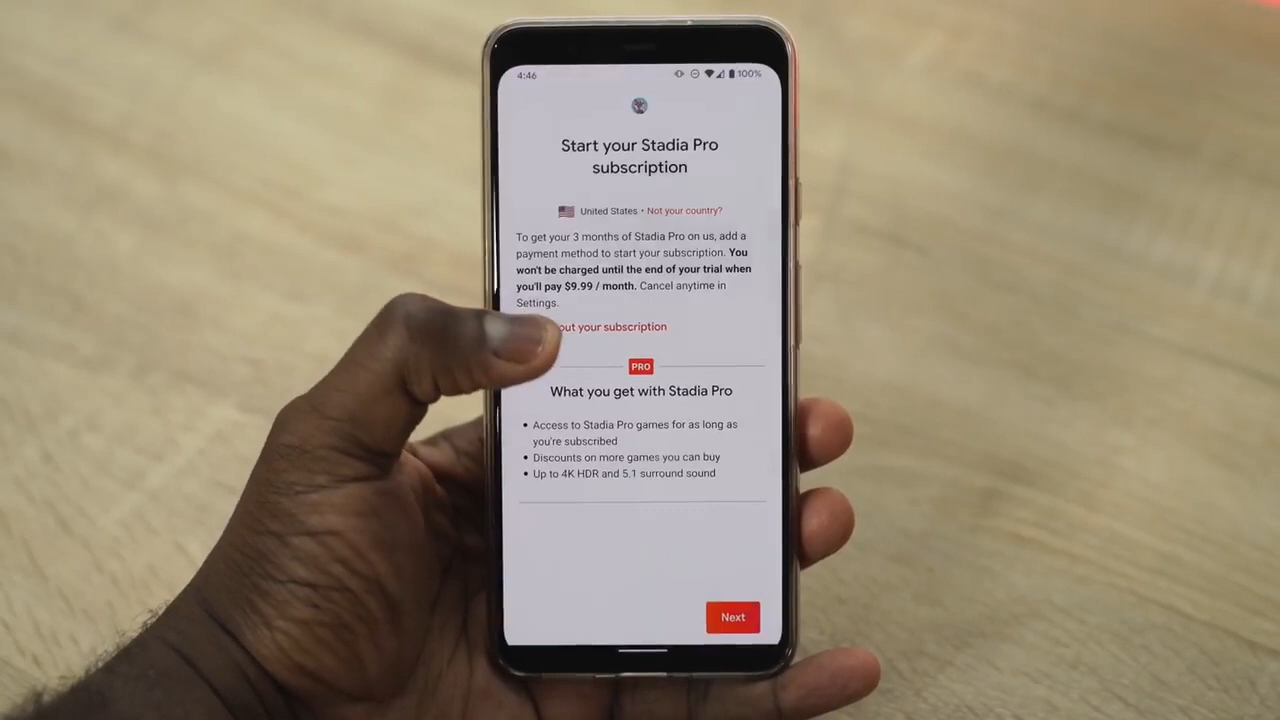 4:46
100%
Start your Stadia Pro
subscription
United States • Not your country?
To get your 3 months of Stadia Pro on us, add a
payment method to start your subscription. You
won't be charged until the end of your trial when
you'll pay $9.99 / month. Cancel anytime in
Settings.
out your subscription
PRO
What you get with Stadia Pro
• Access to Stadia Pro games for as long as
you're subscribed
• Discounts on more games you can buy
• Up to 4K HDR and 5.1 surround sound
Next